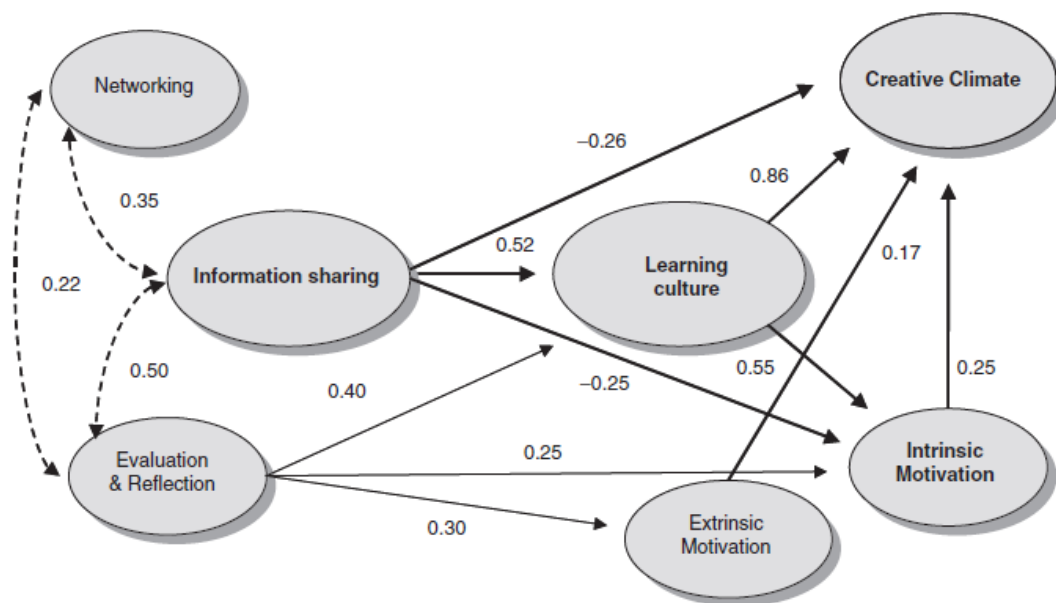 Networking
Creative Climate
−0.26
0.86
0.35
0.52
Information sharing
Learning
culture
0.17
0.22
0.50
0.40
−0.25
0.55
0.25
Evaluation
& Reflection
0.25
Intrinsic
Motivation
0.30
Extrinsic
Motivation